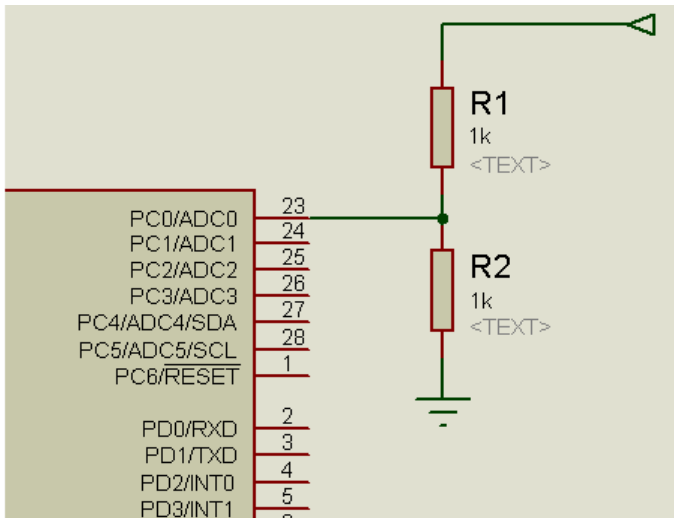 R1
1k
<TEXT>
PC0/ADC0 23
PC1/ADC1 24
PC2/ADC2 25
PC3/ADC3 26
PC4/ADC4/SDA 27
PC5/ADC5/SCL 28
PC6/RESET 1
R2
1k
<TEXT>
PD0/RXD 2
PD1/TXD 3
PD2/INT0 4
PD3/INT1 5